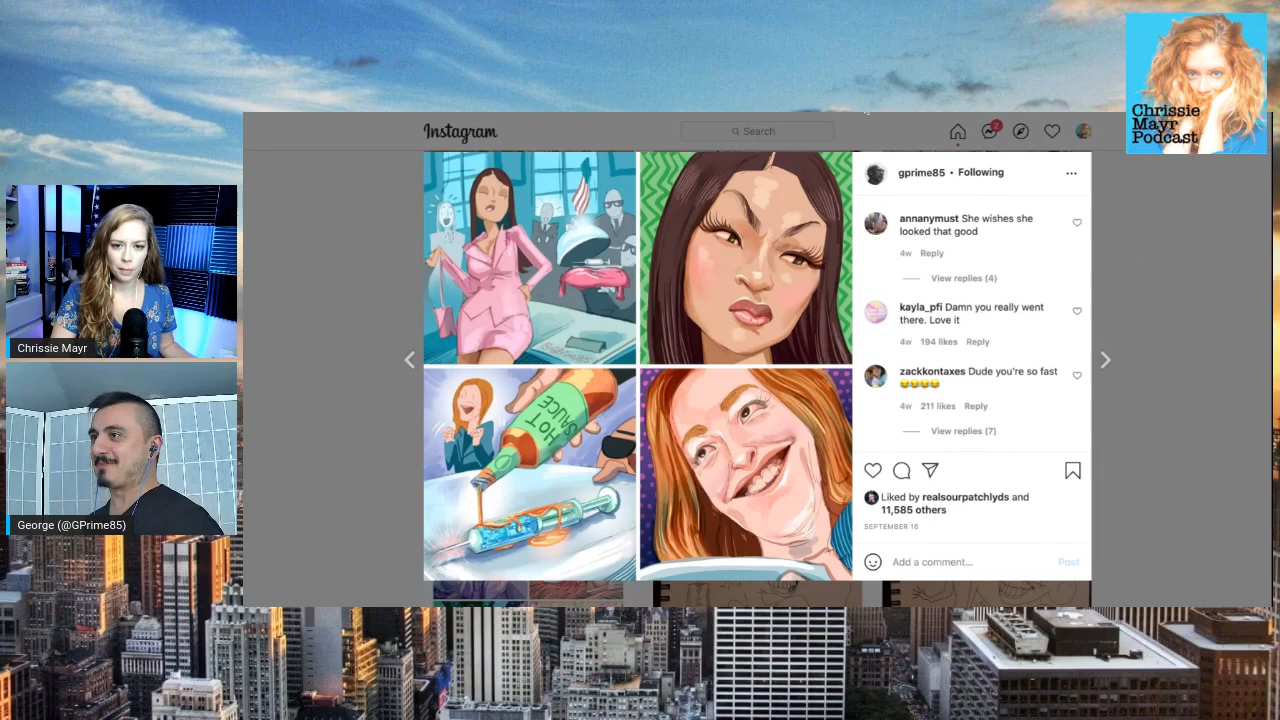 Chrissie
Mayr
Podcast
Instagram
Search
2
gprime85 • Following
annanymust She wishes she
looked that good
4w Reply
View replies (4)
kayla_pfi Damn you really went
there. Love it
4w 194 likes Reply
zackkontaxes Dude you're so fast
😂😂😂😂
4w 211 likes Reply
View replies (7)
Liked by realsourpatchlyds and
11,585 others
SEPTEMBER 16
Add a comment...
Post
HOT
SAUCE
Chrissie Mayr
George (@GPrime85)